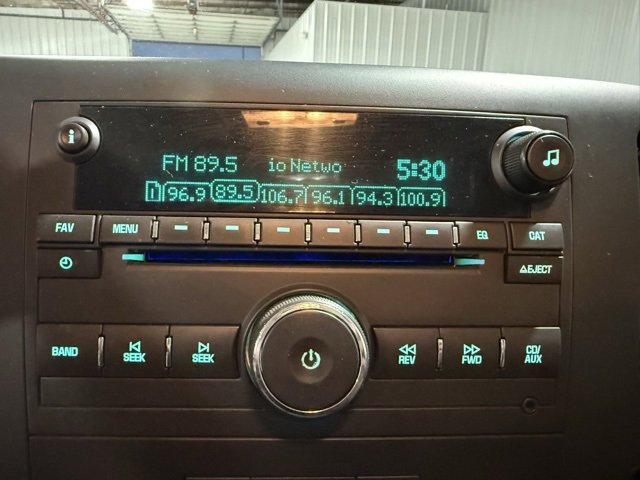 i
FM 89.5 io Netwo 5:30
1 96.9 89.5 106.7 96.1 94.3 100.9
FAV MENU EQ CAT
EJECT
BAND SEEK SEEK REV FWD CD/AUX